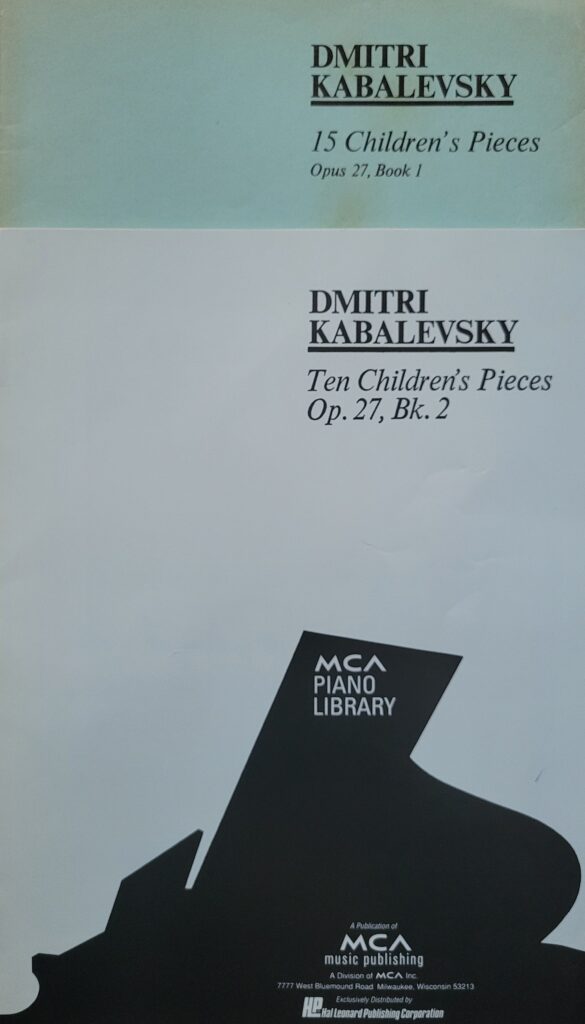 DMITRI
KABALEVSKY
15 Children's Pieces
Opus 27, Book 1
DMITRI
KABALEVSKY
Ten Children's Pieces
Op. 27, Bk. 2
MCA
PIANO
LIBRARY
A Publication of
MCA
music publishing
A Division of MCA Inc.
7777 West Bluemound Road Milwaukee, Wisconsin 53213
Exclusively Distributed by
HL Hal Leonard Publishing Corporation